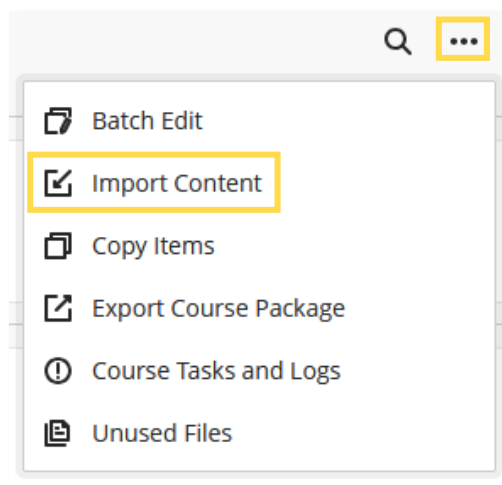 Batch Edit
Import Content
Copy Items
Export Course Package
Course Tasks and Logs
Unused Files